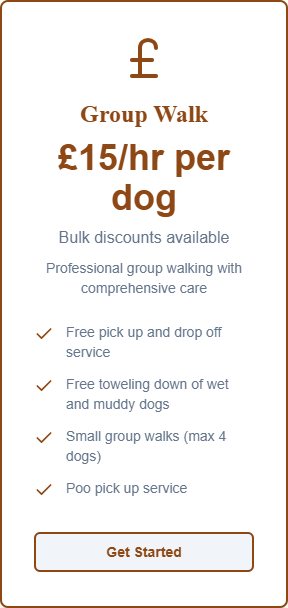 £
Group Walk
£15/hr per
dog
Bulk discounts available
Professional group walking with
comprehensive care
Free pick up and drop off
service
Free toweling down of wet
and muddy dogs
Small group walks (max 4
dogs)
Poo pick up service
Get Started